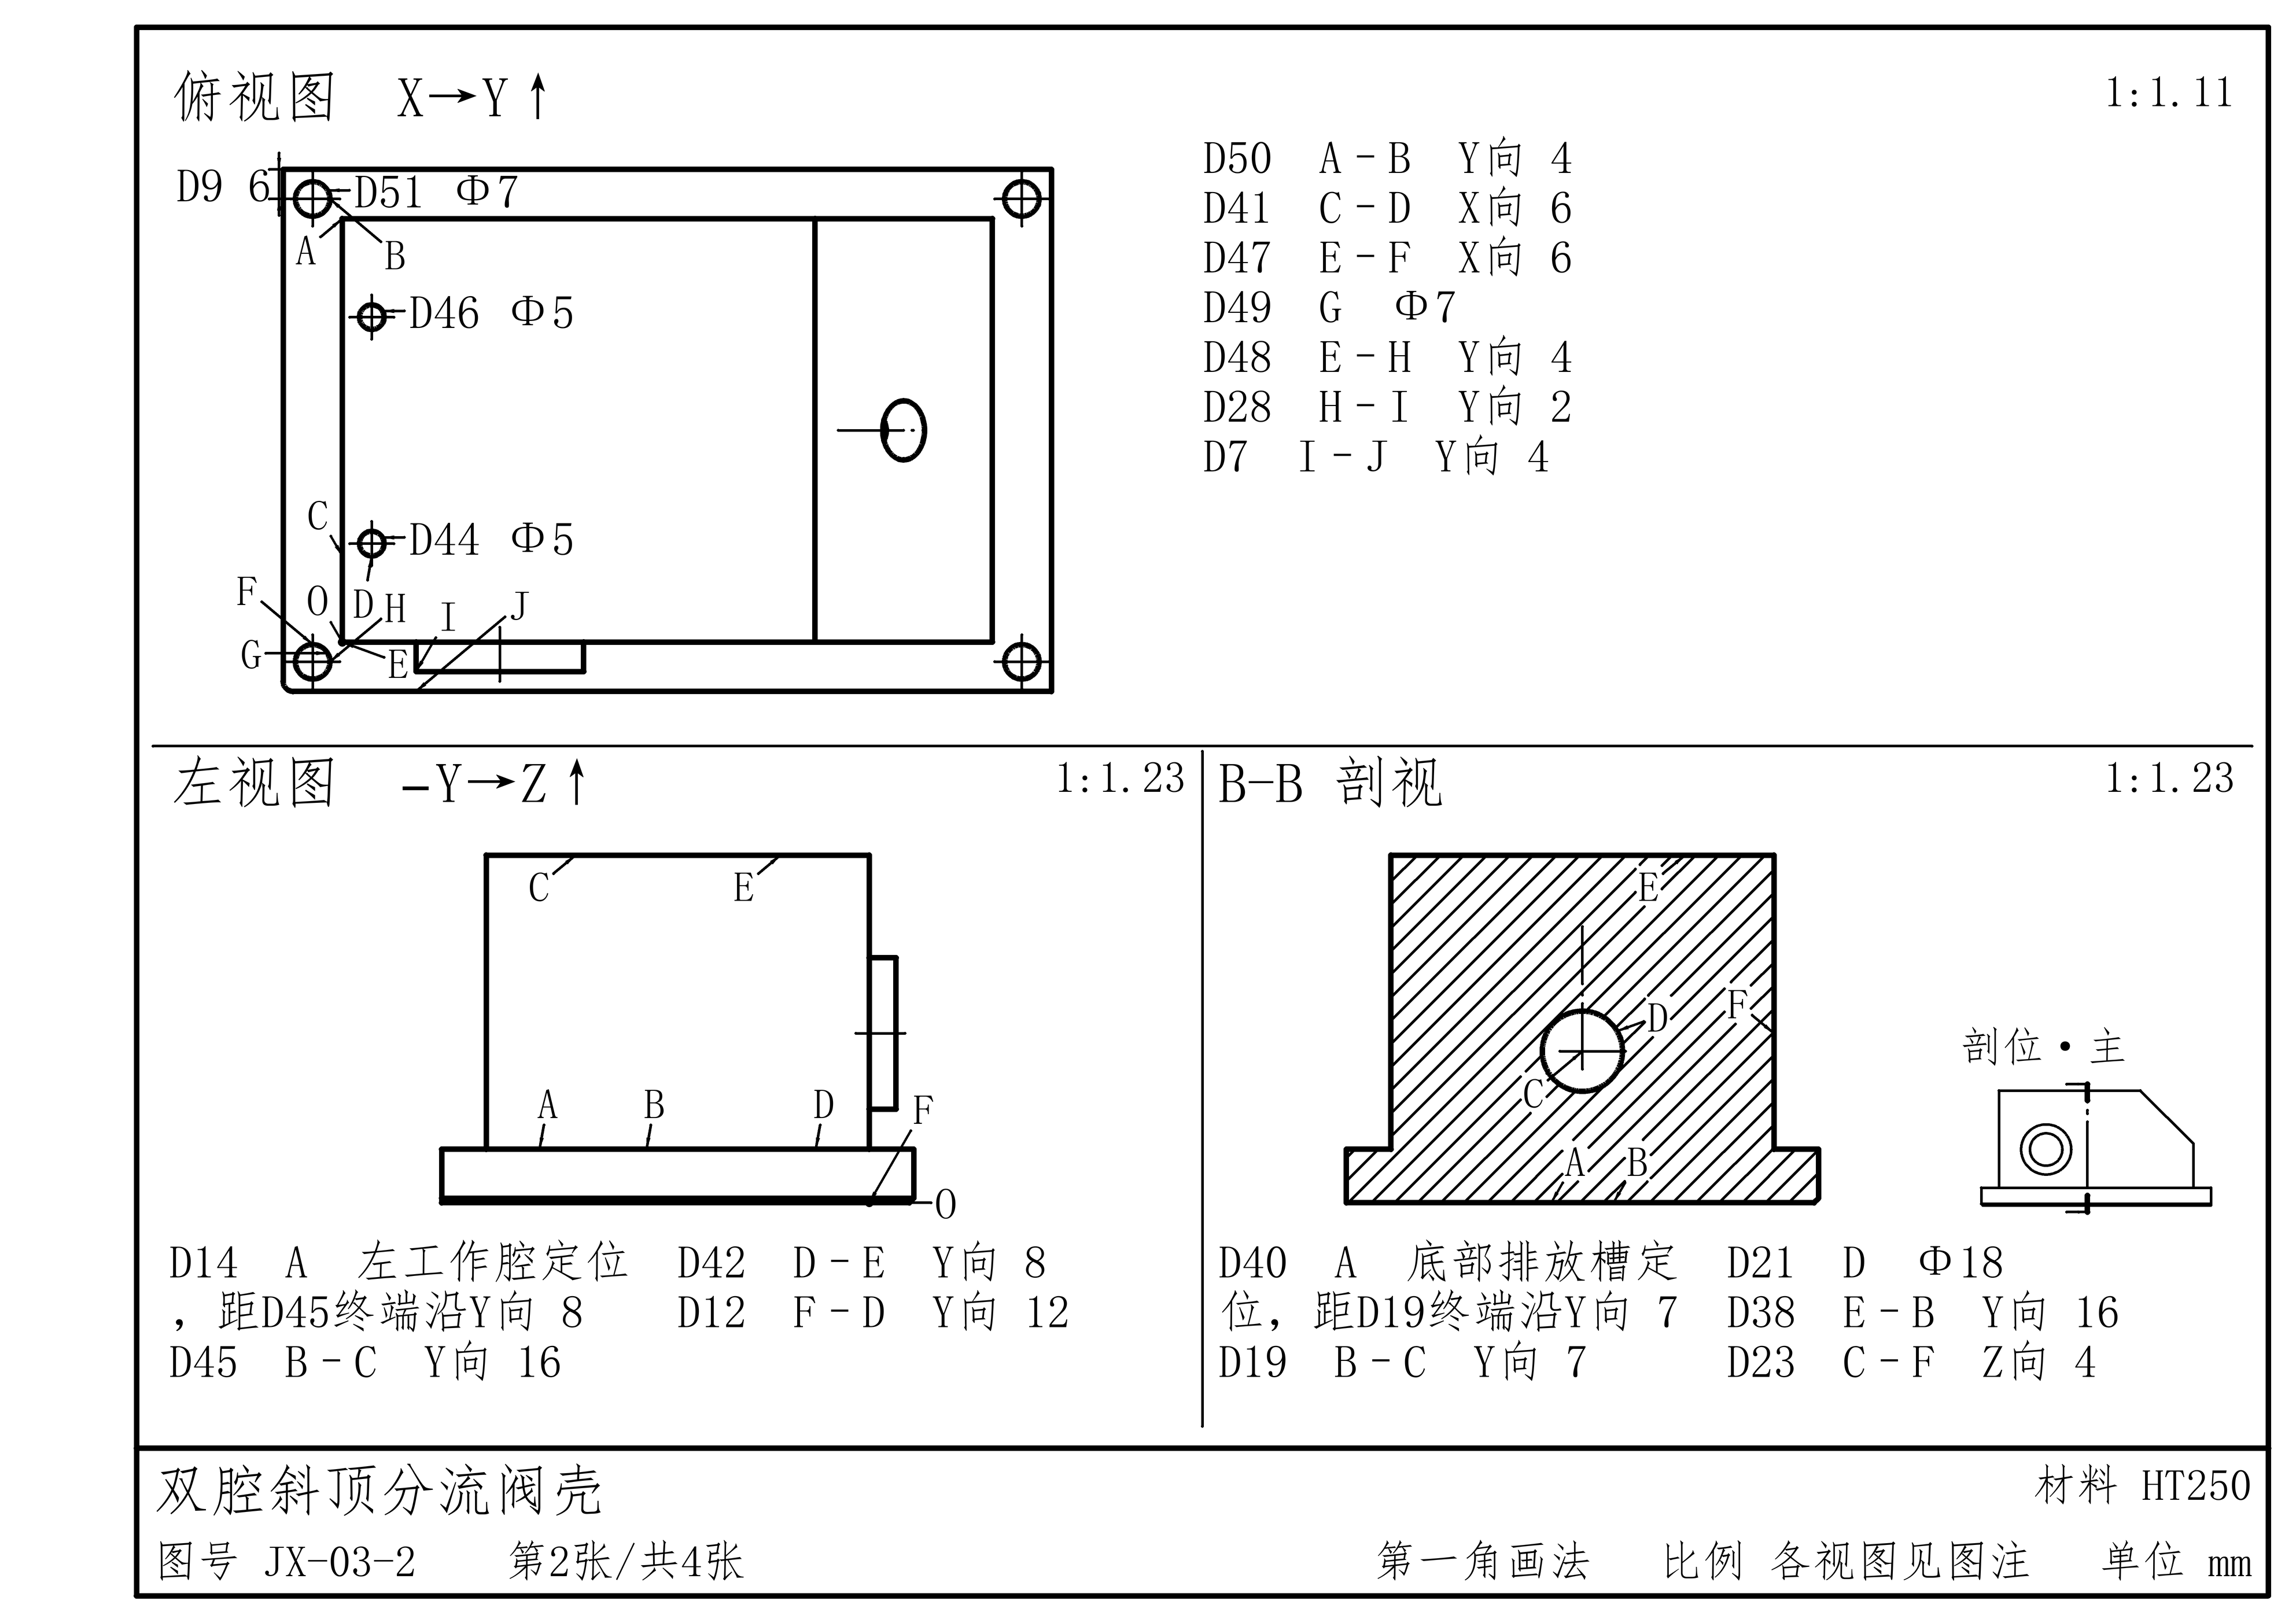 俯视图 X→Y↑
1:1.11
D9 6
D51 Φ7
A
B
D46 Φ5
C
D44 Φ5
F
O
D
H
I
J
G
E
D50 A-B Y向 4
D41 C-D X向 6
D47 E-F X向 6
D49 G Φ7
D48 E-H Y向 4
D28 H-I Y向 2
D7 I-J Y向 4
左视图 -Y→Z↑
1:1.23
C
E
A
B
D
F
O
D14 A 左工作腔定位
，距D45终端沿Y向 8
D45 B-C Y向 16
D42 D-E Y向 8
D12 F-D Y向 12
B-B 剖视
1:1.23
E
D
F
C
A
B
剖位·主
D40 A 底部排放槽定
位，距D19终端沿Y向 7
D19 B-C Y向 7
D21 D Φ18
D38 E-B Y向 16
D23 C-F Z向 4
双腔斜顶分流阀壳
材料 HT250
图号 JX-03-2 第2张/共4张
第一角画法 比例 各视图见图注 单位 mm